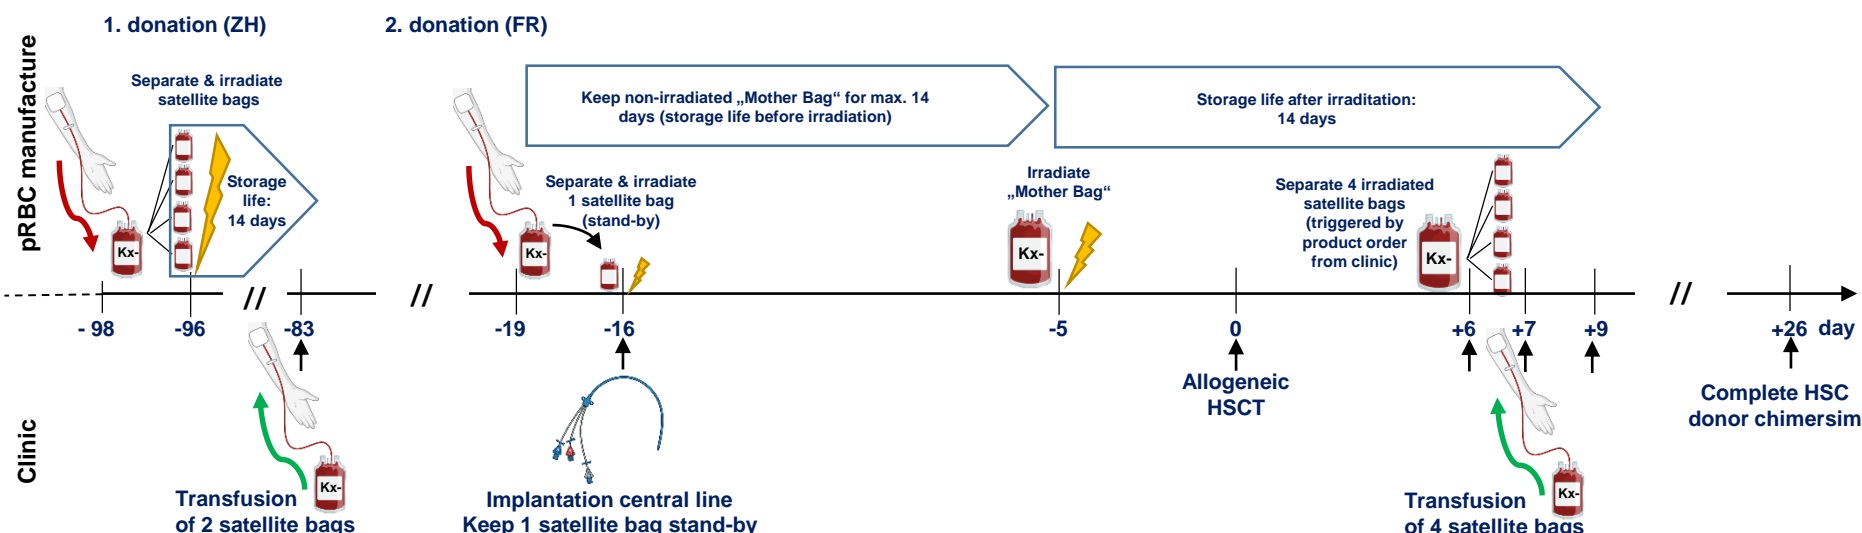 1. donation (ZH)
2. donation (FR)
pRBC manufacture
Separate & irradiate
satellite bags
Storage
life:
14 days
Kx-
Keep non-irradiated „Mother Bag“ for max. 14
days (storage life before irradiation)
Storage life after irritation:
14 days
Separate & irradiate
1 satellite bag
(stand-by)
Kx-
Irradiate
„Mother Bag“
Kx-
Separate 4 irradiated
satellite bags
(triggered by
product order
from clinic)
Kx-
//
//
//
- 98
-96
-83
-19
-16
-5
0
+6
+7
+9
+26
day
Clinic
Kx-
Transfusion
of 2 satellite bags
Implantation central line
Keep 1 satellite bag stand-by
Allogeneic
HSCT
Kx-
Transfusion
of 4 satellite bags
Complete HSC
donor chimersim